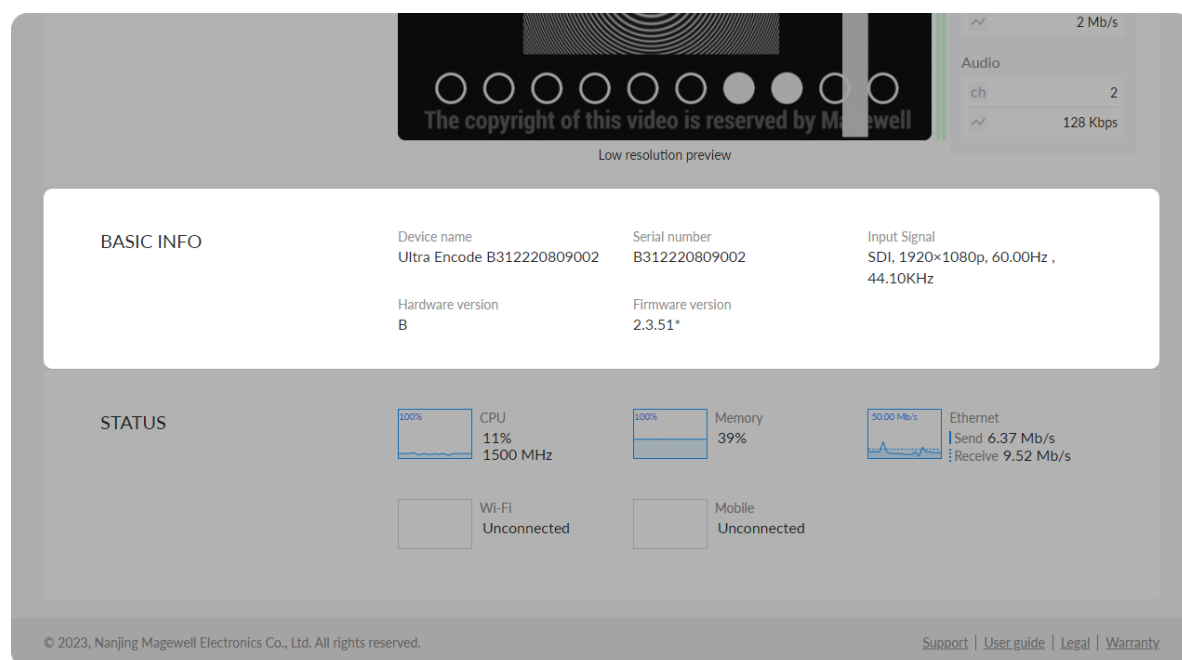 2 Mb/s
Audio
ch 2
128 Kbps
The copyright of this video is reserved by Magewell
Low resolution preview
BASIC INFO
Device name
Ultra Encode B312220809002
Serial number
B312220809002
Input Signal
SDI, 1920×1080p, 60.00Hz ,
44.10KHz
Hardware version
B
Firmware version
2.3.51*
STATUS
100%
CPU
11%
1500 MHz
100%
Memory
39%
50.00 Mb/s
Ethernet
Send 6.37 Mb/s
Receive 9.52 Mb/s
Wi-Fi
Unconnected
Mobile
Unconnected
© 2023, Nanjing Magewell Electronics Co., Ltd. All rights reserved.
Support | User guide | Legal | Warranty